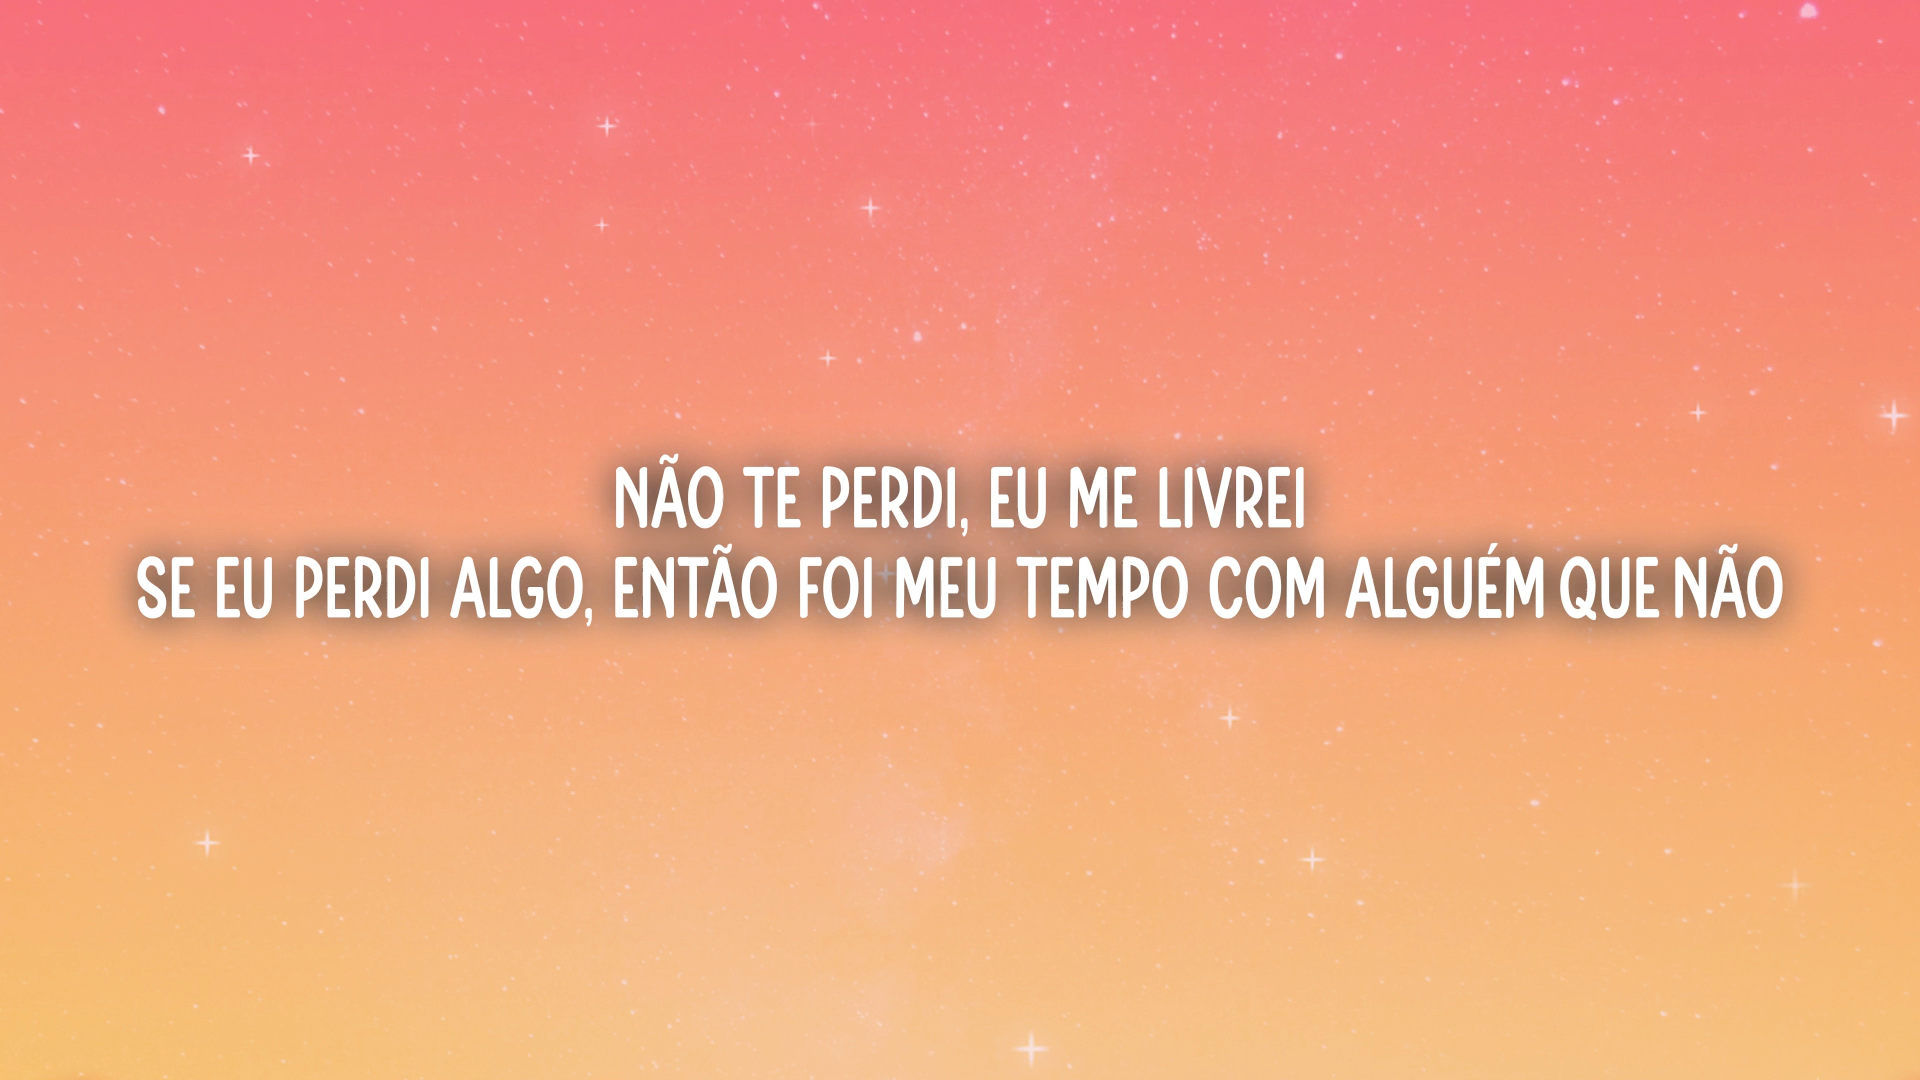 NÃO TE PERDI, EU ME LIVREI
SE EU PERDI ALGO, ENTÃO FOI MEU TEMPO COM ALGUÉM QUE NÃO